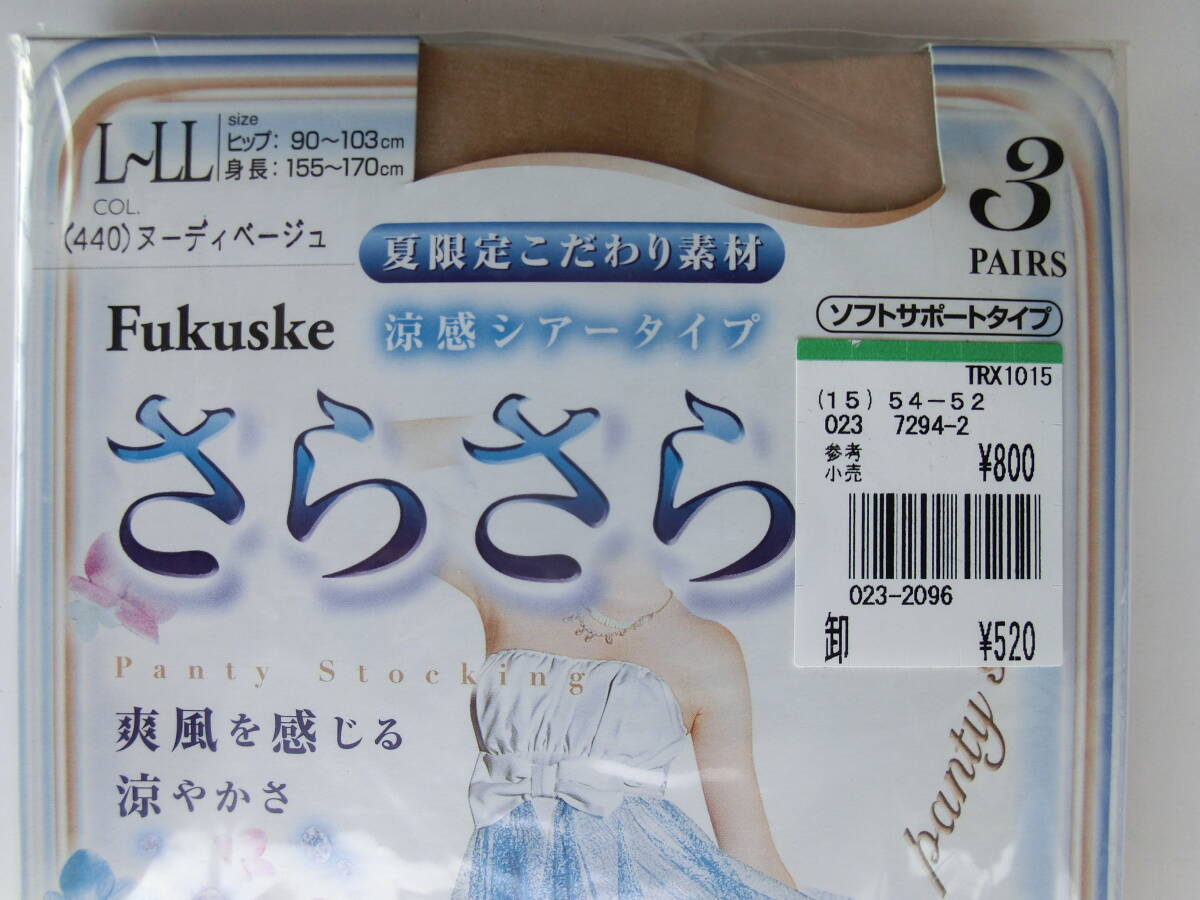 L~LL
size
ヒップ: 90~103cm
身長: 155~170cm
COL.
(440)ヌーディベージュ
3
PAIRS
夏限定こだわり素材
Fukuske
涼感シアータイプ
ソフトサポートタイプ
さらさら
TRX1015
(15) 54-52
023 7294-2
参考
小売
¥800
023-2096
卸 ¥520
Panty Stocking
爽風を感じる
涼やかさ
panty